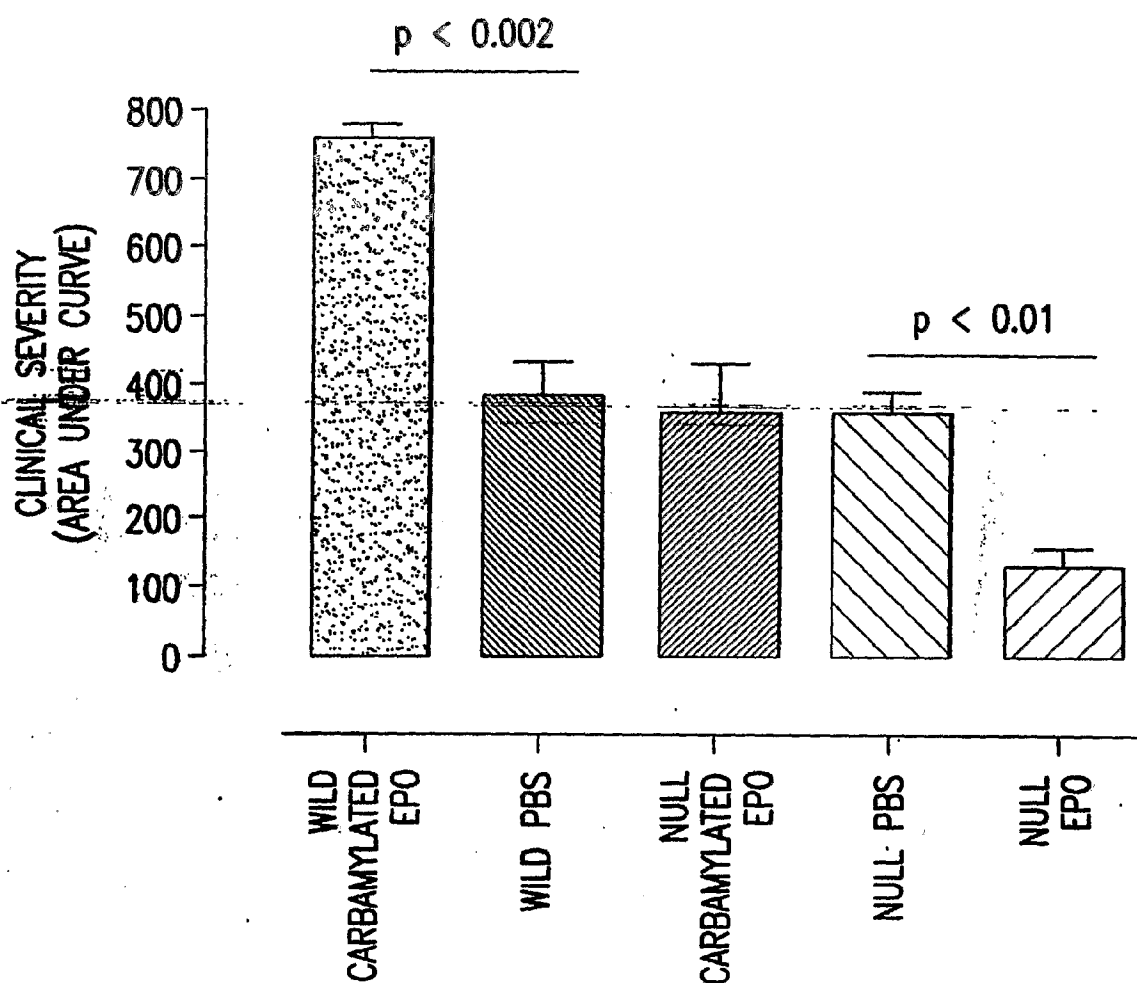 p < 0.002
800
700
600
500
400
300
200
100
0
CLINICAL SEVERITY
(AREA UNDER CURVE)
p < 0.01
WILD
CARBAMYLATED
EPO
WILD PBS
NULL
CARBAMYLATED
EPO
NULL PBS
NULL
EPO